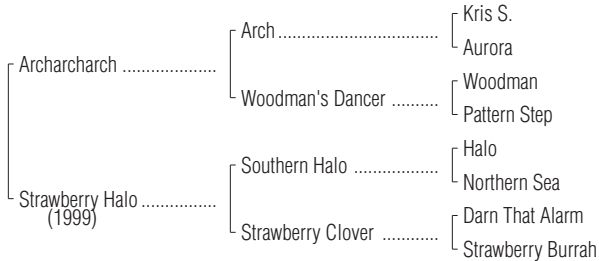 Kris S.
Arch..................................
Aurora
Archarcharch ....................
Woodman
Woodman's Dancer ..........
Pattern Step
Halo
Southern Halo ..................
Northern Sea
Strawberry Halo ................
(1999)
Darn That Alarm
Strawberry Clover ............
Strawberry Burrah